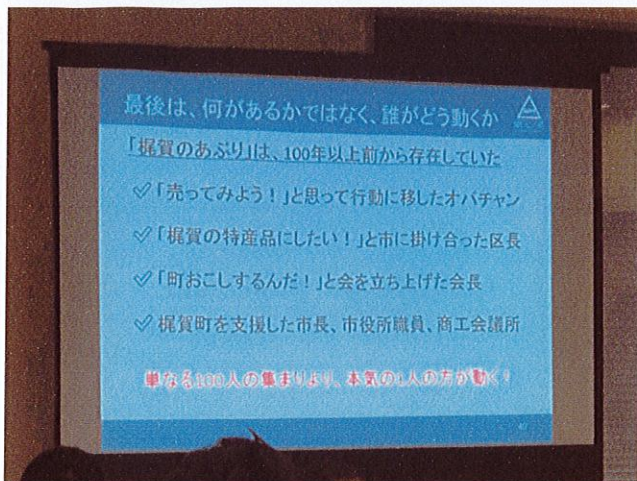 最後は、何があるかではなく、誰がどう動くか
「梶賀のあぶり」は、100年以上前から存在していた
「売ってみよう！」と思って行動に移したオバチャン
「梶賀の特産品にしたい！」と市に掛け合った区長
「町おこしするんだ！」と会を立ち上げた会長
梶賀町を支援した市長、市役所職員、商工会議所
単なる100人の集まりより、本気の1人の方が動く！